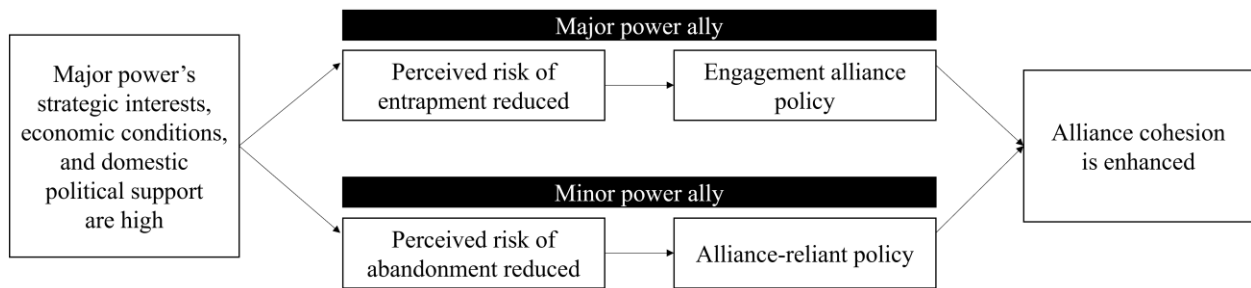 Major power’s
strategic interests,
economic conditions,
and domestic
political support
are high
Major power ally
Perceived risk of
entrapment reduced
Engagement alliance
policy
Minor power ally
Perceived risk of
abandonment reduced
Alliance-reliant policy
Alliance cohesion
is enhanced